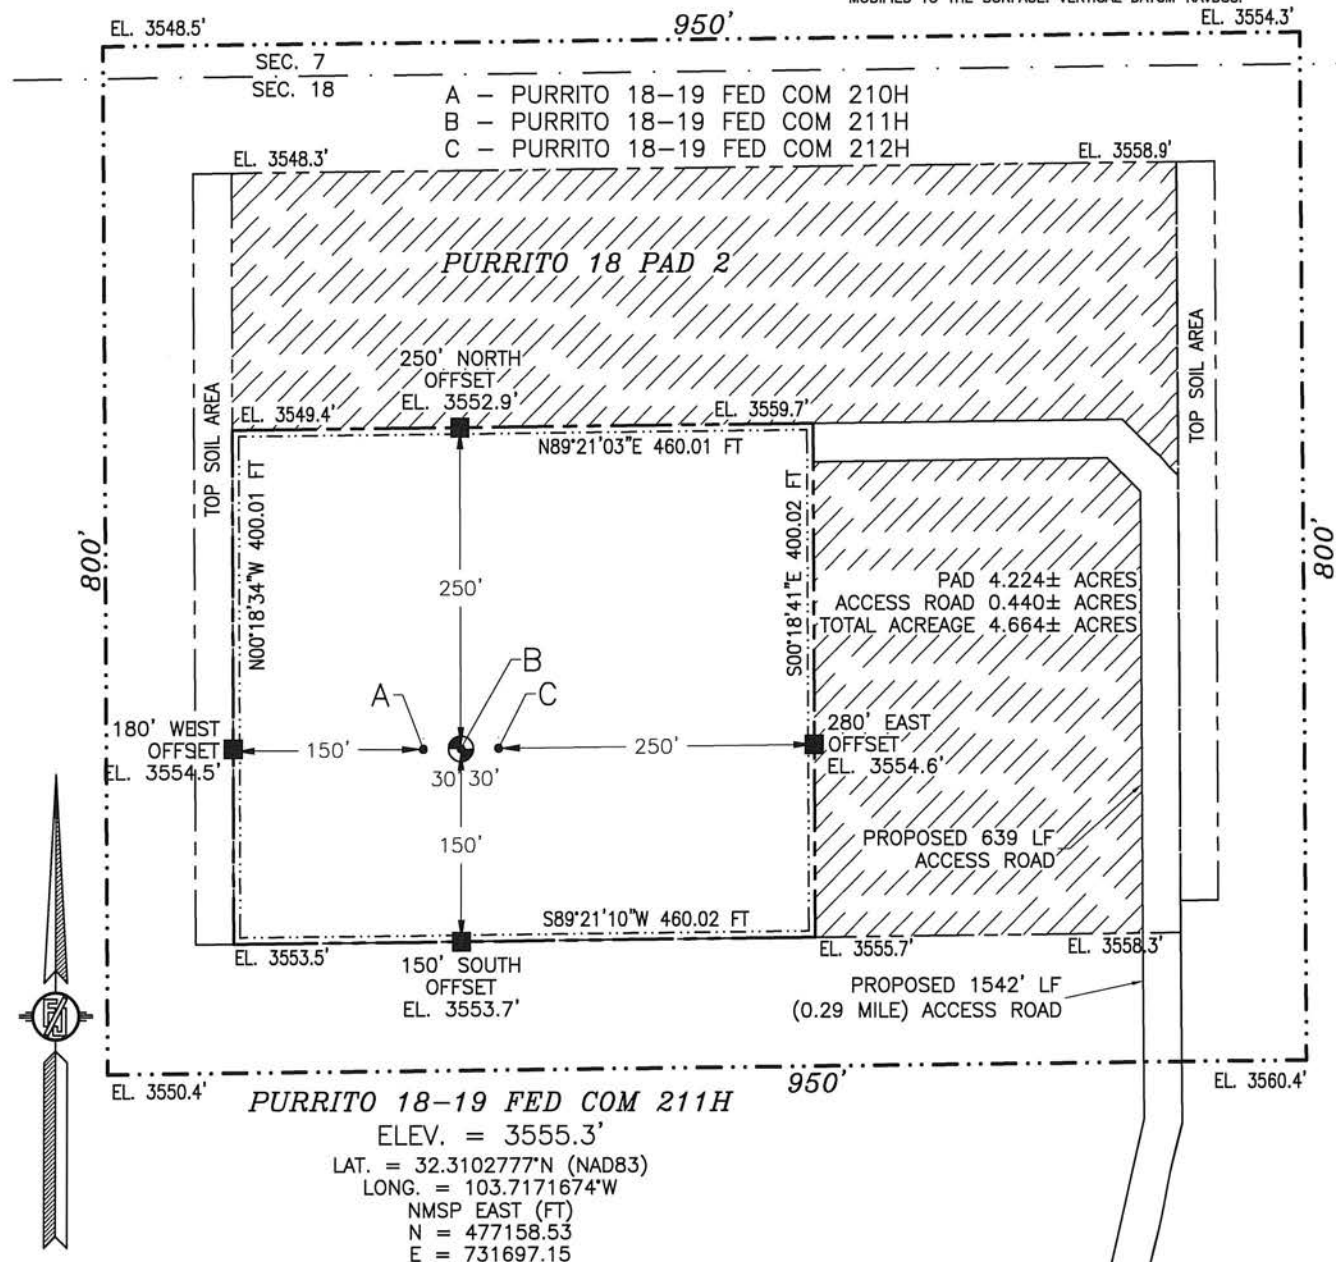 MODIFIED TO THE SURFACE. VERTICAL DATUM NAVD88.
EL. 3548.5'
950'
EL. 3554.3'
SEC. 7
SEC. 18
A - PURRITO 18-19 FED COM 210H
B - PURRITO 18-19 FED COM 211H
C - PURRITO 18-19 FED COM 212H
EL. 3548.3'
EL. 3558.9'
PURRITO 18 PAD 2
TOP SOIL AREA
TOP SOIL AREA
250' NORTH
OFFSET
EL. 3552.9'
EL. 3549.4'
EL. 3559.7'
N89°21'03"E 460.01 FT
N00°18'34"W 400.01 FT
S00°18'41"E 400.02 FT
800'
800'
250'
PAD 4.224± ACRES
ACCESS ROAD 0.440± ACRES
TOTAL ACREAGE 4.664± ACRES
A
B
C
180' WEST
OFFSET
EL. 3554.5'
150'
250'
280' EAST
OFFSET
EL. 3554.6'
30'
30'
150'
PROPOSED 639 LF
ACCESS ROAD
S89°21'10"W 460.02 FT
EL. 3553.5'
EL. 3555.7'
EL. 3558.3'
150' SOUTH
OFFSET
EL. 3553.7'
PROPOSED 1542' LF
(0.29 MILE) ACCESS ROAD
EL. 3550.4'
950'
EL. 3560.4'
PURRITO 18-19 FED COM 211H
ELEV. = 3555.3'
LAT. = 32.3102777°N (NAD83)
LONG. = 103.7171674°W
NMSP EAST (FT)
N = 477158.53
E = 731697.15